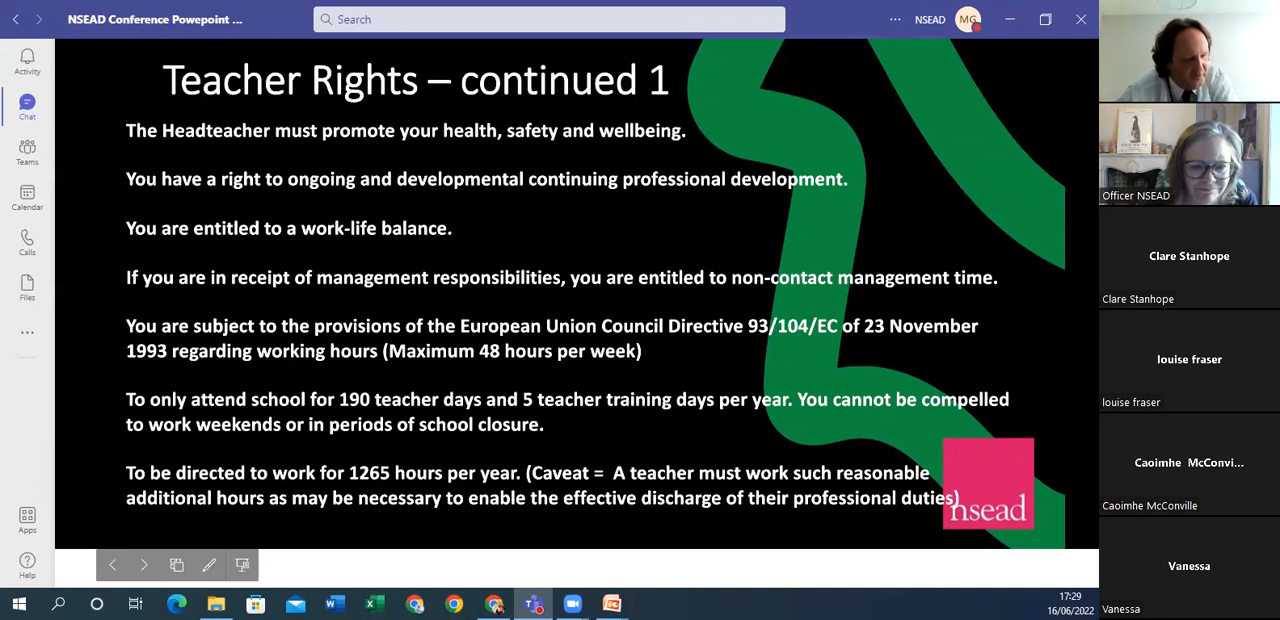 NSEAD Conference Powepoint ...
Search
...
NSEAD
MG
Activity
Chat
Teams
Calendar
Calls
Files
...
Apps
Help
Teacher Rights – continued 1
The Headteacher must promote your health, safety and wellbeing.
You have a right to ongoing and developmental continuing professional development.
You are entitled to a work-life balance.
If you are in receipt of management responsibilities, you are entitled to non-contact management time.
You are subject to the provisions of the European Union Council Directive 93/104/EC of 23 November
1993 regarding working hours (Maximum 48 hours per week)
To only attend school for 190 teacher days and 5 teacher training days per year. You cannot be compelled
to work weekends or in periods of school closure.
To be directed to work for 1265 hours per year. (Caveat = A teacher must work such reasonable
additional hours as may be necessary to enable the effective discharge of their professional duties)
nsead
Officer NSEAD
Clare Stanhope
Clare Stanhope
louise fraser
louise fraser
Caoimhe McConvi...
Caoimhe McConville
Vanessa
Vanessa
17:29
16/06/2022